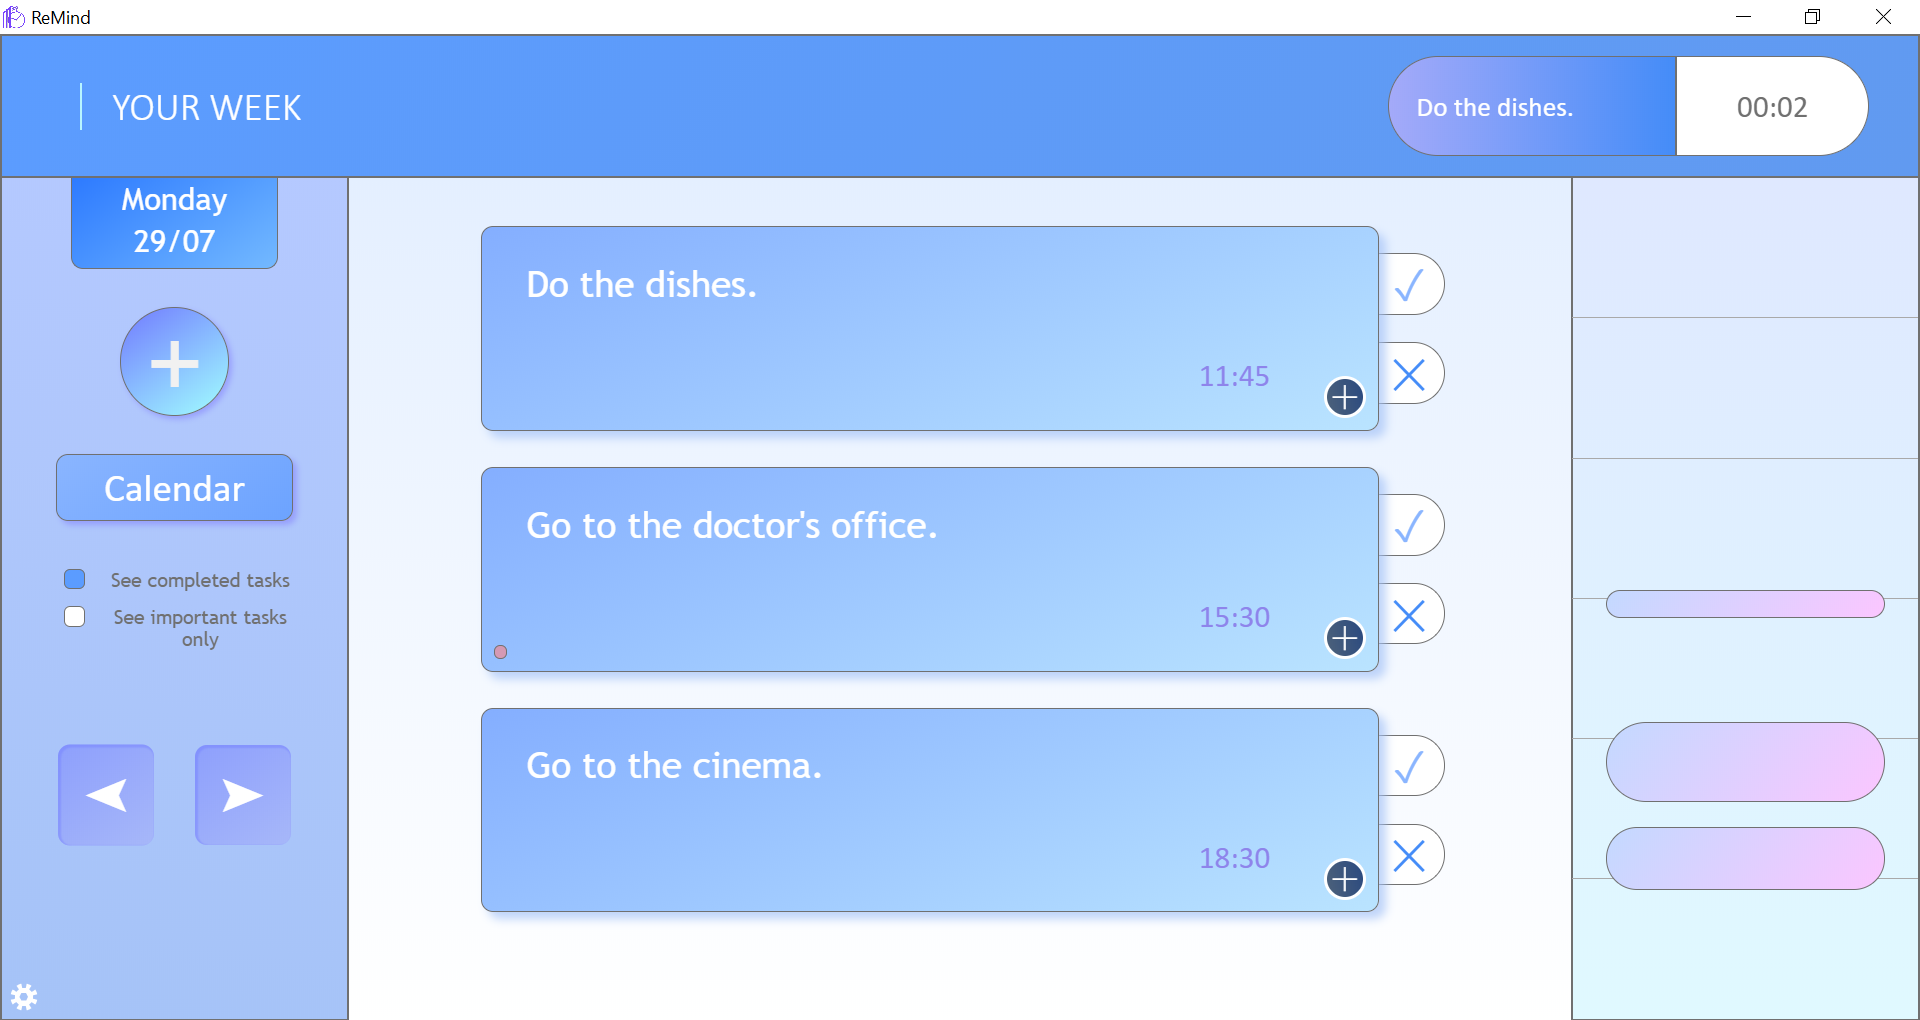 ReMind
YOUR WEEK
Do the dishes.
00:02
Monday
29/07
Calendar
See completed tasks
See important tasks
only
Do the dishes.
11:45
Go to the doctor's office.
15:30
Go to the cinema.
18:30